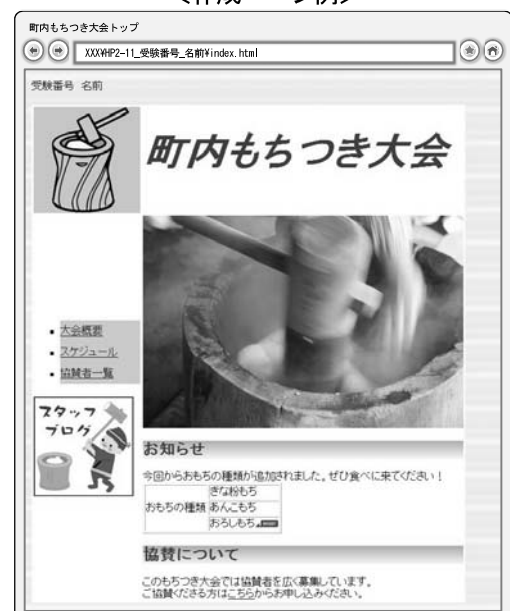 町内もちつき大会トップ
XXX¥HP2-11_受験番号_名前¥index.html
受験番号 名前
町内もちつき大会
大会概要
スケジュール
協賛者一覧
スタッフ
ブログ
お知らせ
今回からおもちの種類が追加されました。ぜひ食べに来てください!
おもちの種類
きな粉もち
あんこもち
おろしもち
協賛について
このもちつき大会では協賛者を広く募集しています。
ご協賛くださる方はこちらからお申し込みください。